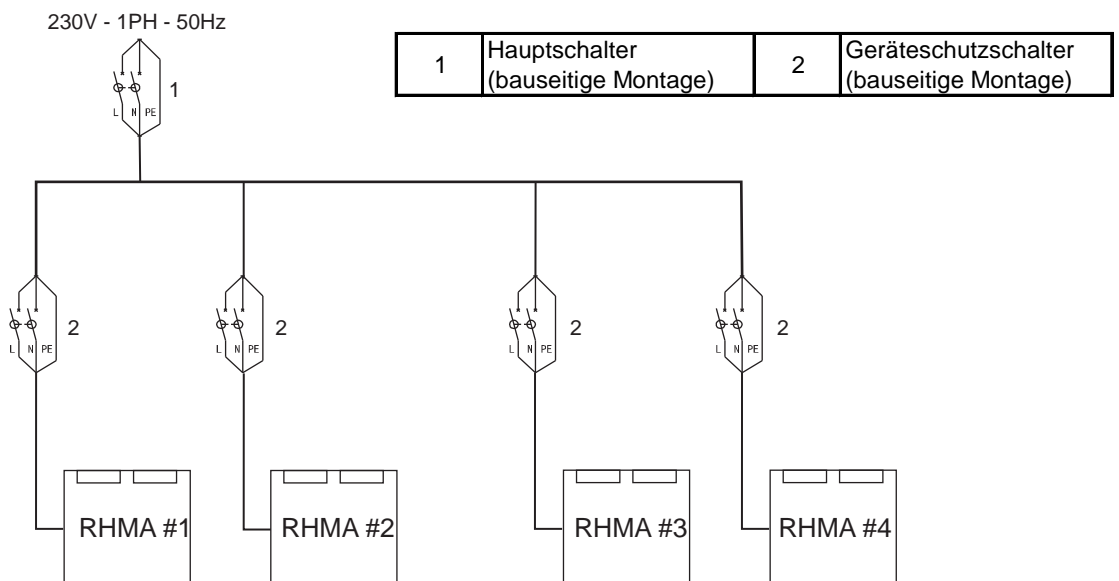 230V - 1PH - 50Hz
1
Hauptschalter
(bauseitige Montage)
2
Geräteschutzschalter
(bauseitige Montage)
1
L N PE
2
L N PE
2
L N PE
2
L N PE
2
L N PE
RHMA #1
RHMA #2
RHMA #3
RHMA #4